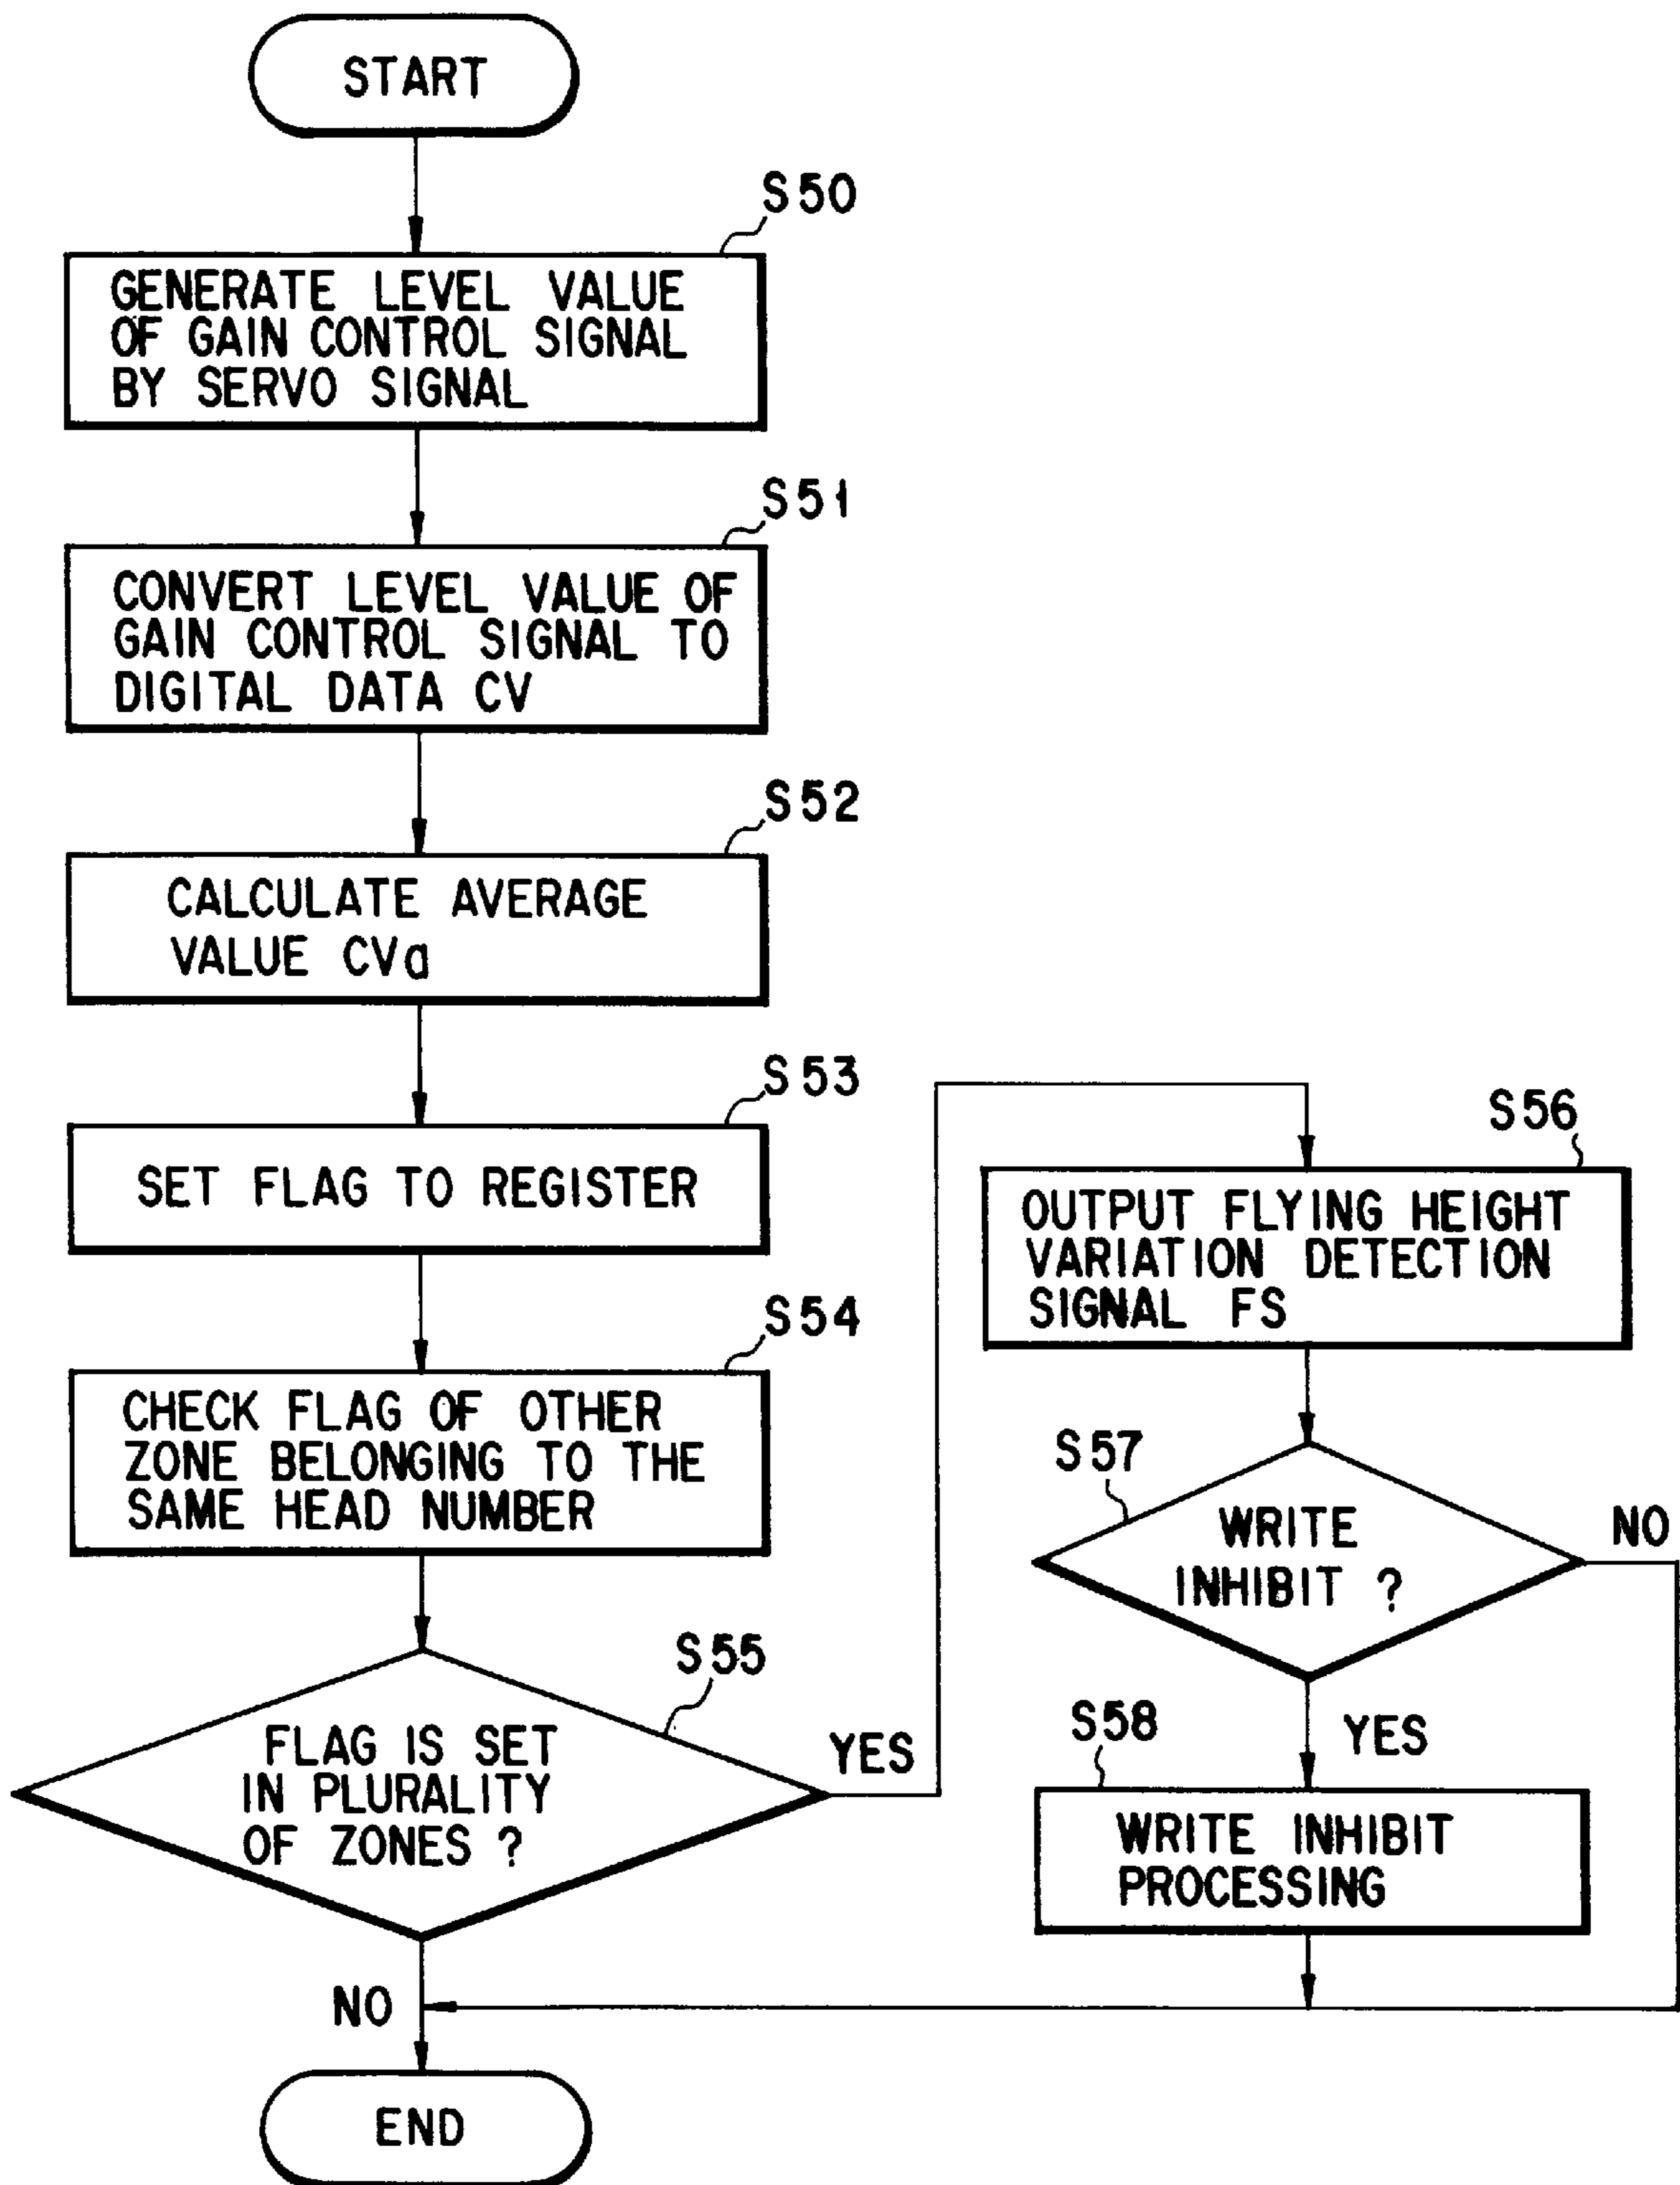 START
S50
GENERATE LEVEL VALUE
OF GAIN CONTROL SIGNAL
BY SERVO SIGNAL
S51
CONVERT LEVEL VALUE OF
GAIN CONTROL SIGNAL TO
DIGITAL DATA CV
S52
CALCULATE AVERAGE
VALUE CVa
S53
SET FLAG TO REGISTER
S54
CHECK FLAG OF OTHER
ZONE BELONGING TO THE
SAME HEAD NUMBER
S55
FLAG IS SET
IN PLURALITY
OF ZONES ?
YES
NO
S56
OUTPUT FLYING HEIGHT
VARIATION DETECTION
SIGNAL FS
S57
WRITE
INHIBIT ?
NO
YES
S58
WRITE INHIBIT
PROCESSING
END